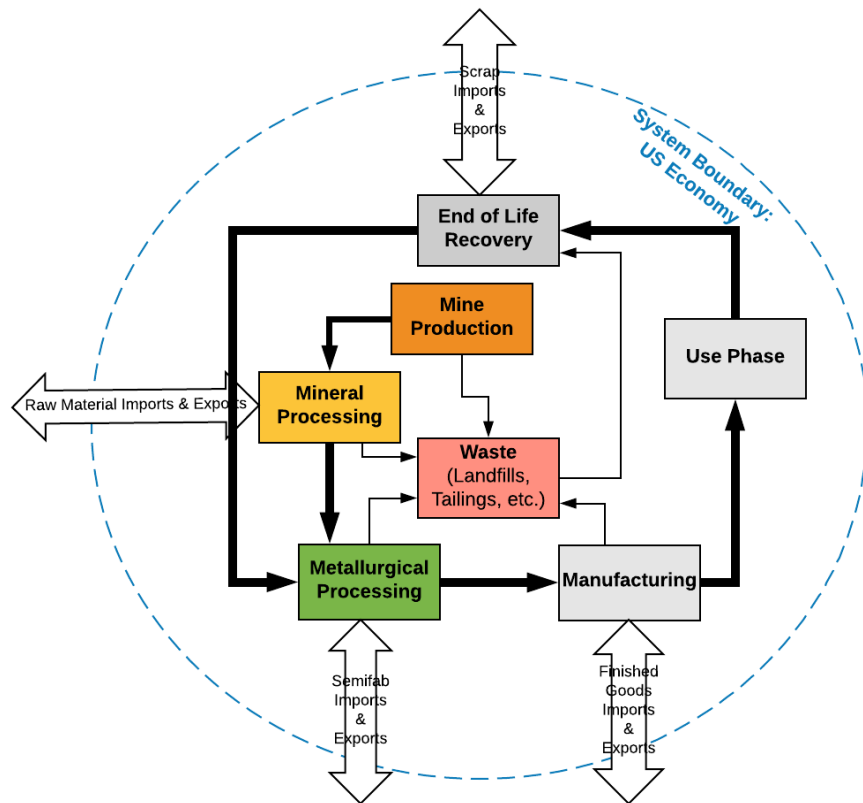 Scrap
Imports
&
Exports
System Boundary:
US Economy
End of Life
Recovery
Mine
Production
Use Phase
Raw Material Imports & Exports
Mineral
Processing
Waste
(Landfills,
Tailings, etc.)
Metallurgical
Processing
Manufacturing
Semifab
Imports
&
Exports
Finished
Goods
Imports
&
Exports